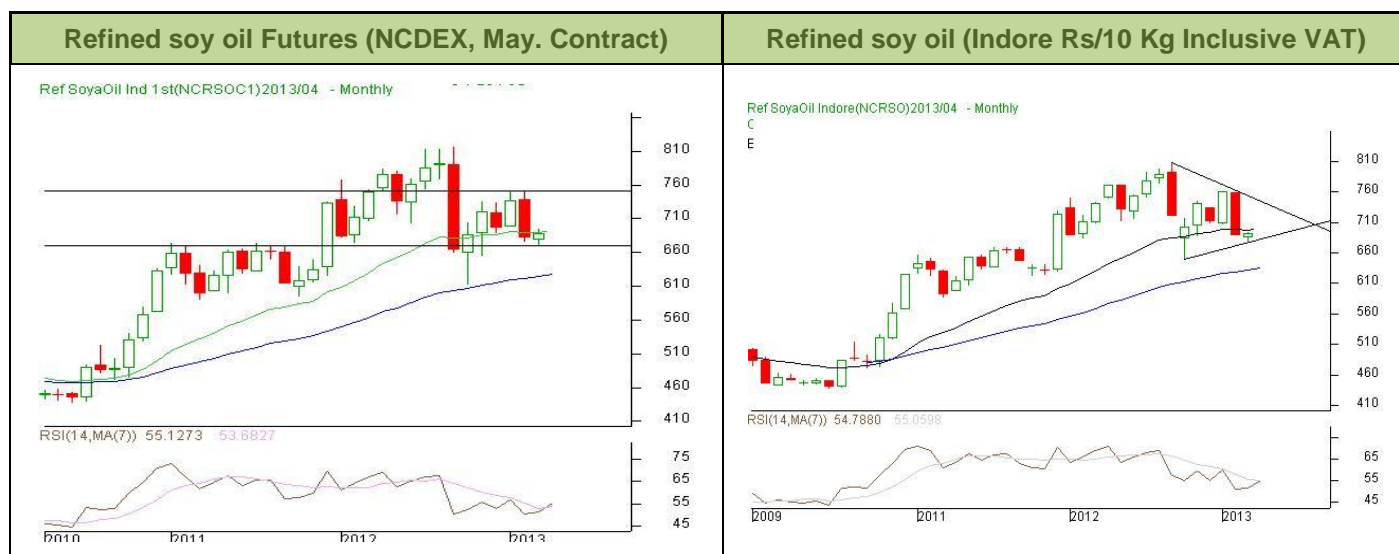 Refined soy oil Futures (NCDEX, May. Contract)
Ref SoyaOil Ind 1st(NCRSOC1)2013/04 - Monthly
810
760
710
660
610
560
510
460
410
RSI(14,MA(7)) 55.1273 53.6827
75
65
55
45
2010 2011 2012 2013
Refined soy oil (Indore Rs/10 Kg Inclusive VAT)
Ref SoyaOil Indore(NCRSO)2013/04 - Monthly
E
810
760
710
660
610
560
510
460
410
RSI(14,MA(7)) 54.7880 55.0598
65
55
45
2009 2011 2012 2013